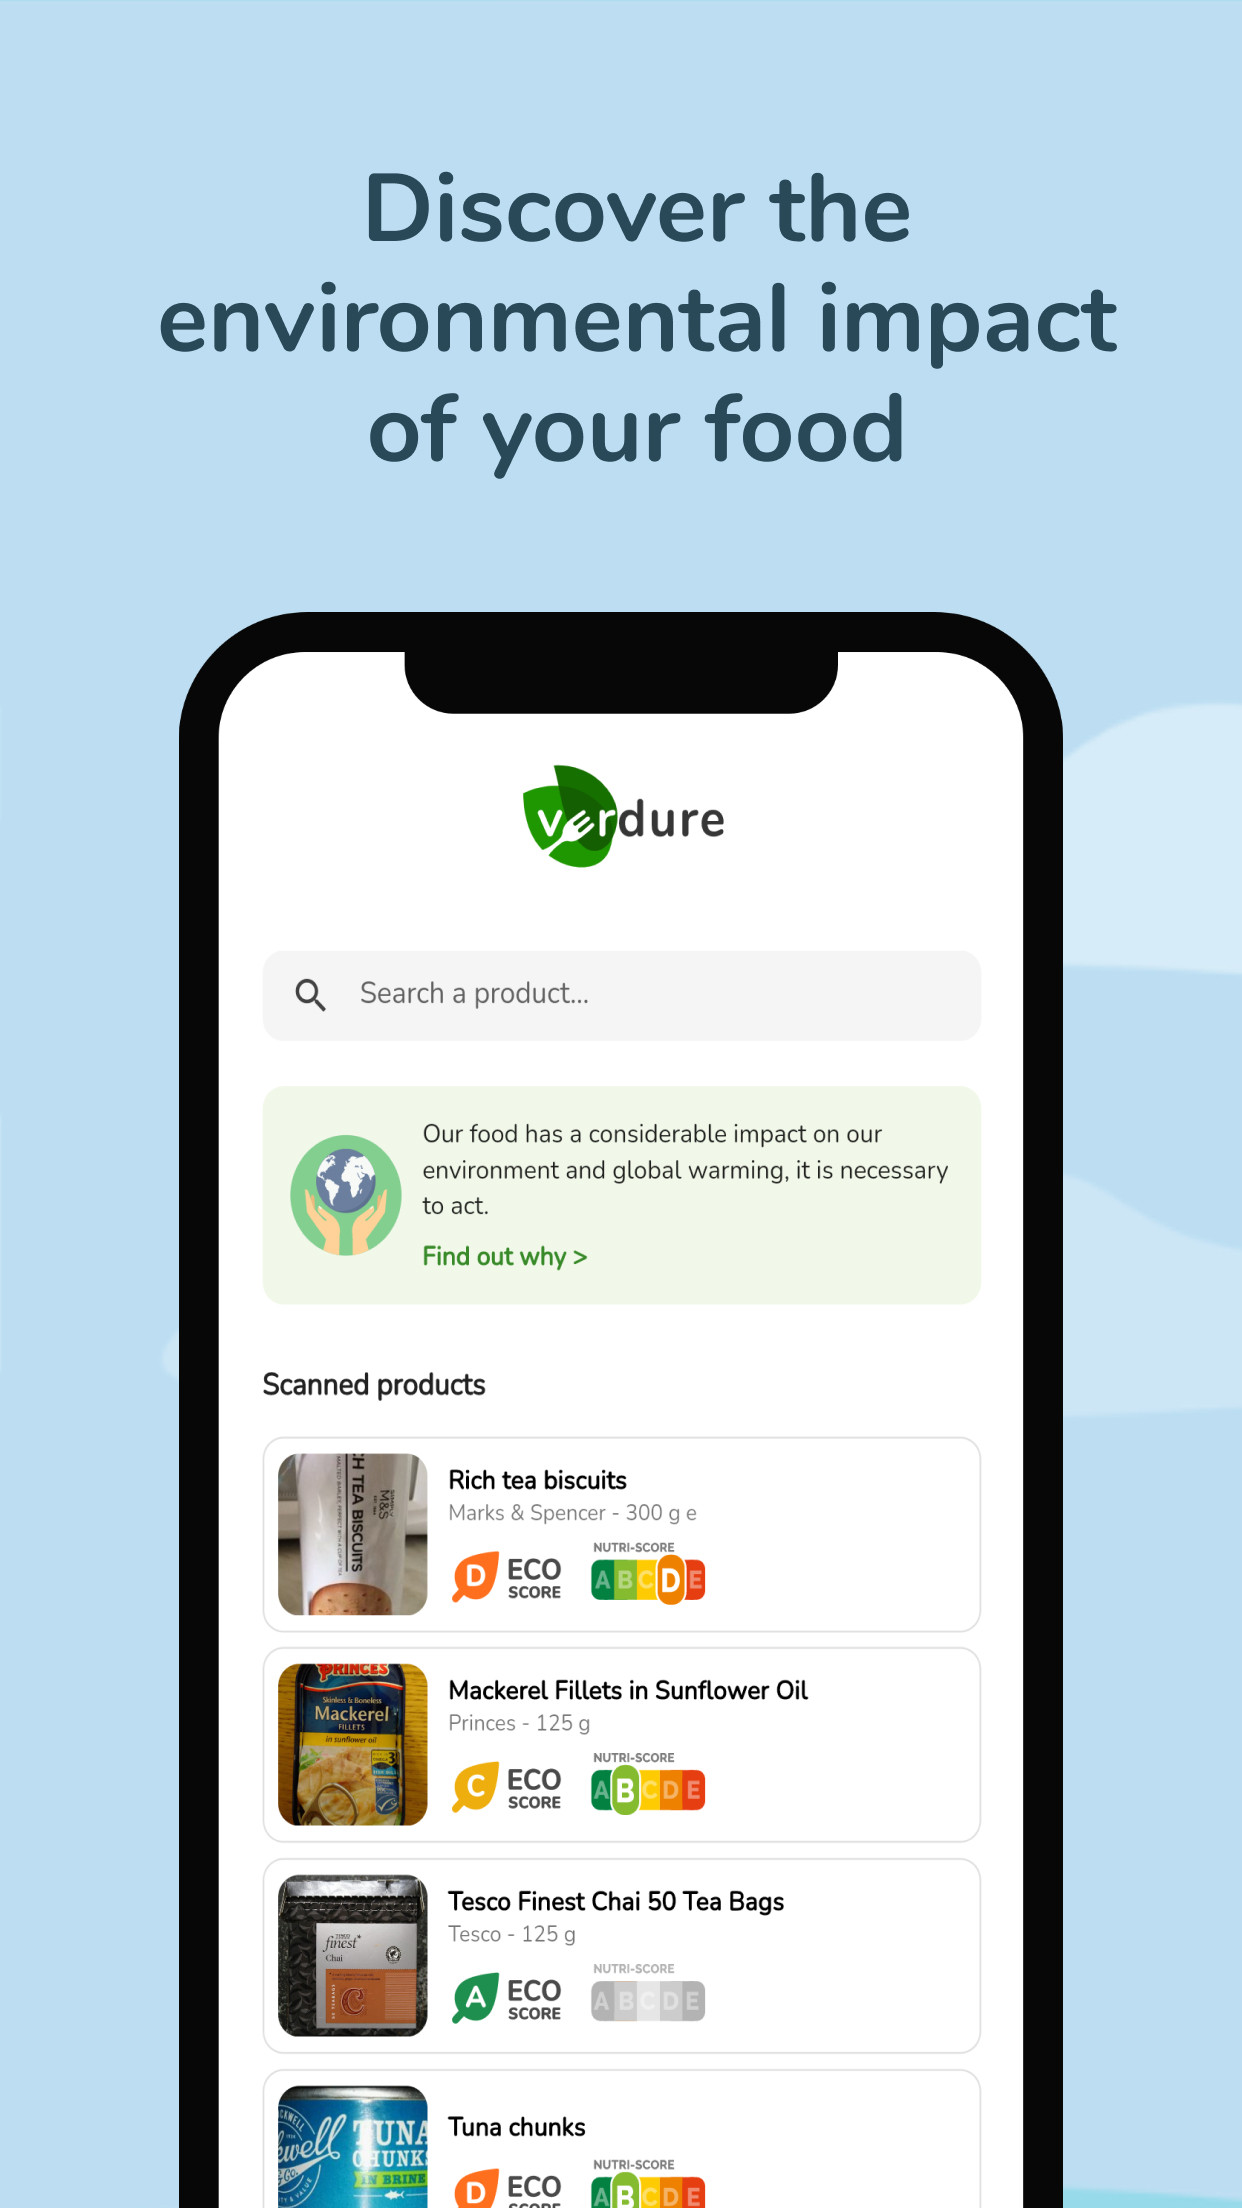 Discover the
environmental impact
of your food
verdure
Search a product...
Our food has a considerable impact on our
environment and global warming, it is necessary
to act.
Find out why >
Scanned products
CH TEA BISCUITS
M&S
Rich tea biscuits
Marks & Spencer - 300 g e
D ECO
SCORE
NUTRI-SCORE
A B C D E
PRINCES
Skinless & Boneless
Mackerel
FILLETS
in sunflower oil
3
Mackerel Fillets in Sunflower Oil
Princes - 125 g
C ECO
SCORE
NUTRI-SCORE
A B C D E
TESCO
finest*
Chai
C
Tesco Finest Chai 50 Tea Bags
Tesco - 125 g
A ECO
SCORE
NUTRI-SCORE
A B C D E
TUNA
CHUNKS
IN BRINE
Tuna chunks
D ECO
SCORE
NUTRI-SCORE
A B C D E